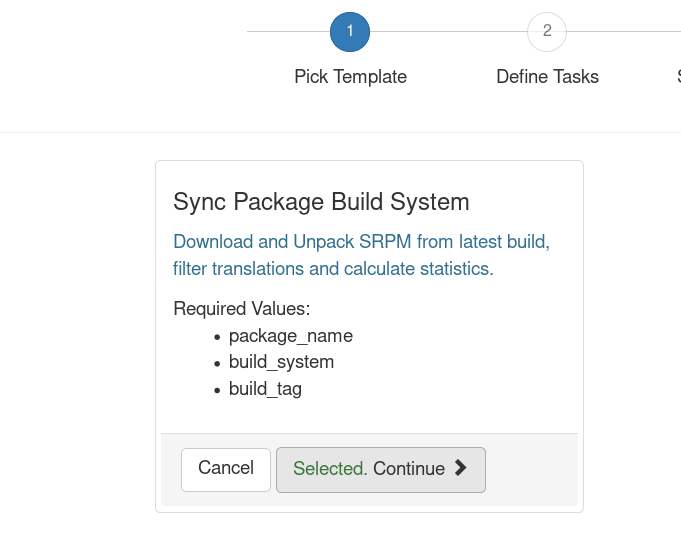 1
2
Pick Template
Define Tasks
Sync Package Build System
Download and Unpack SRPM from latest build,
filter translations and calculate statistics.
Required Values:
• package_name
• build_system
• build_tag
Cancel
Selected. Continue